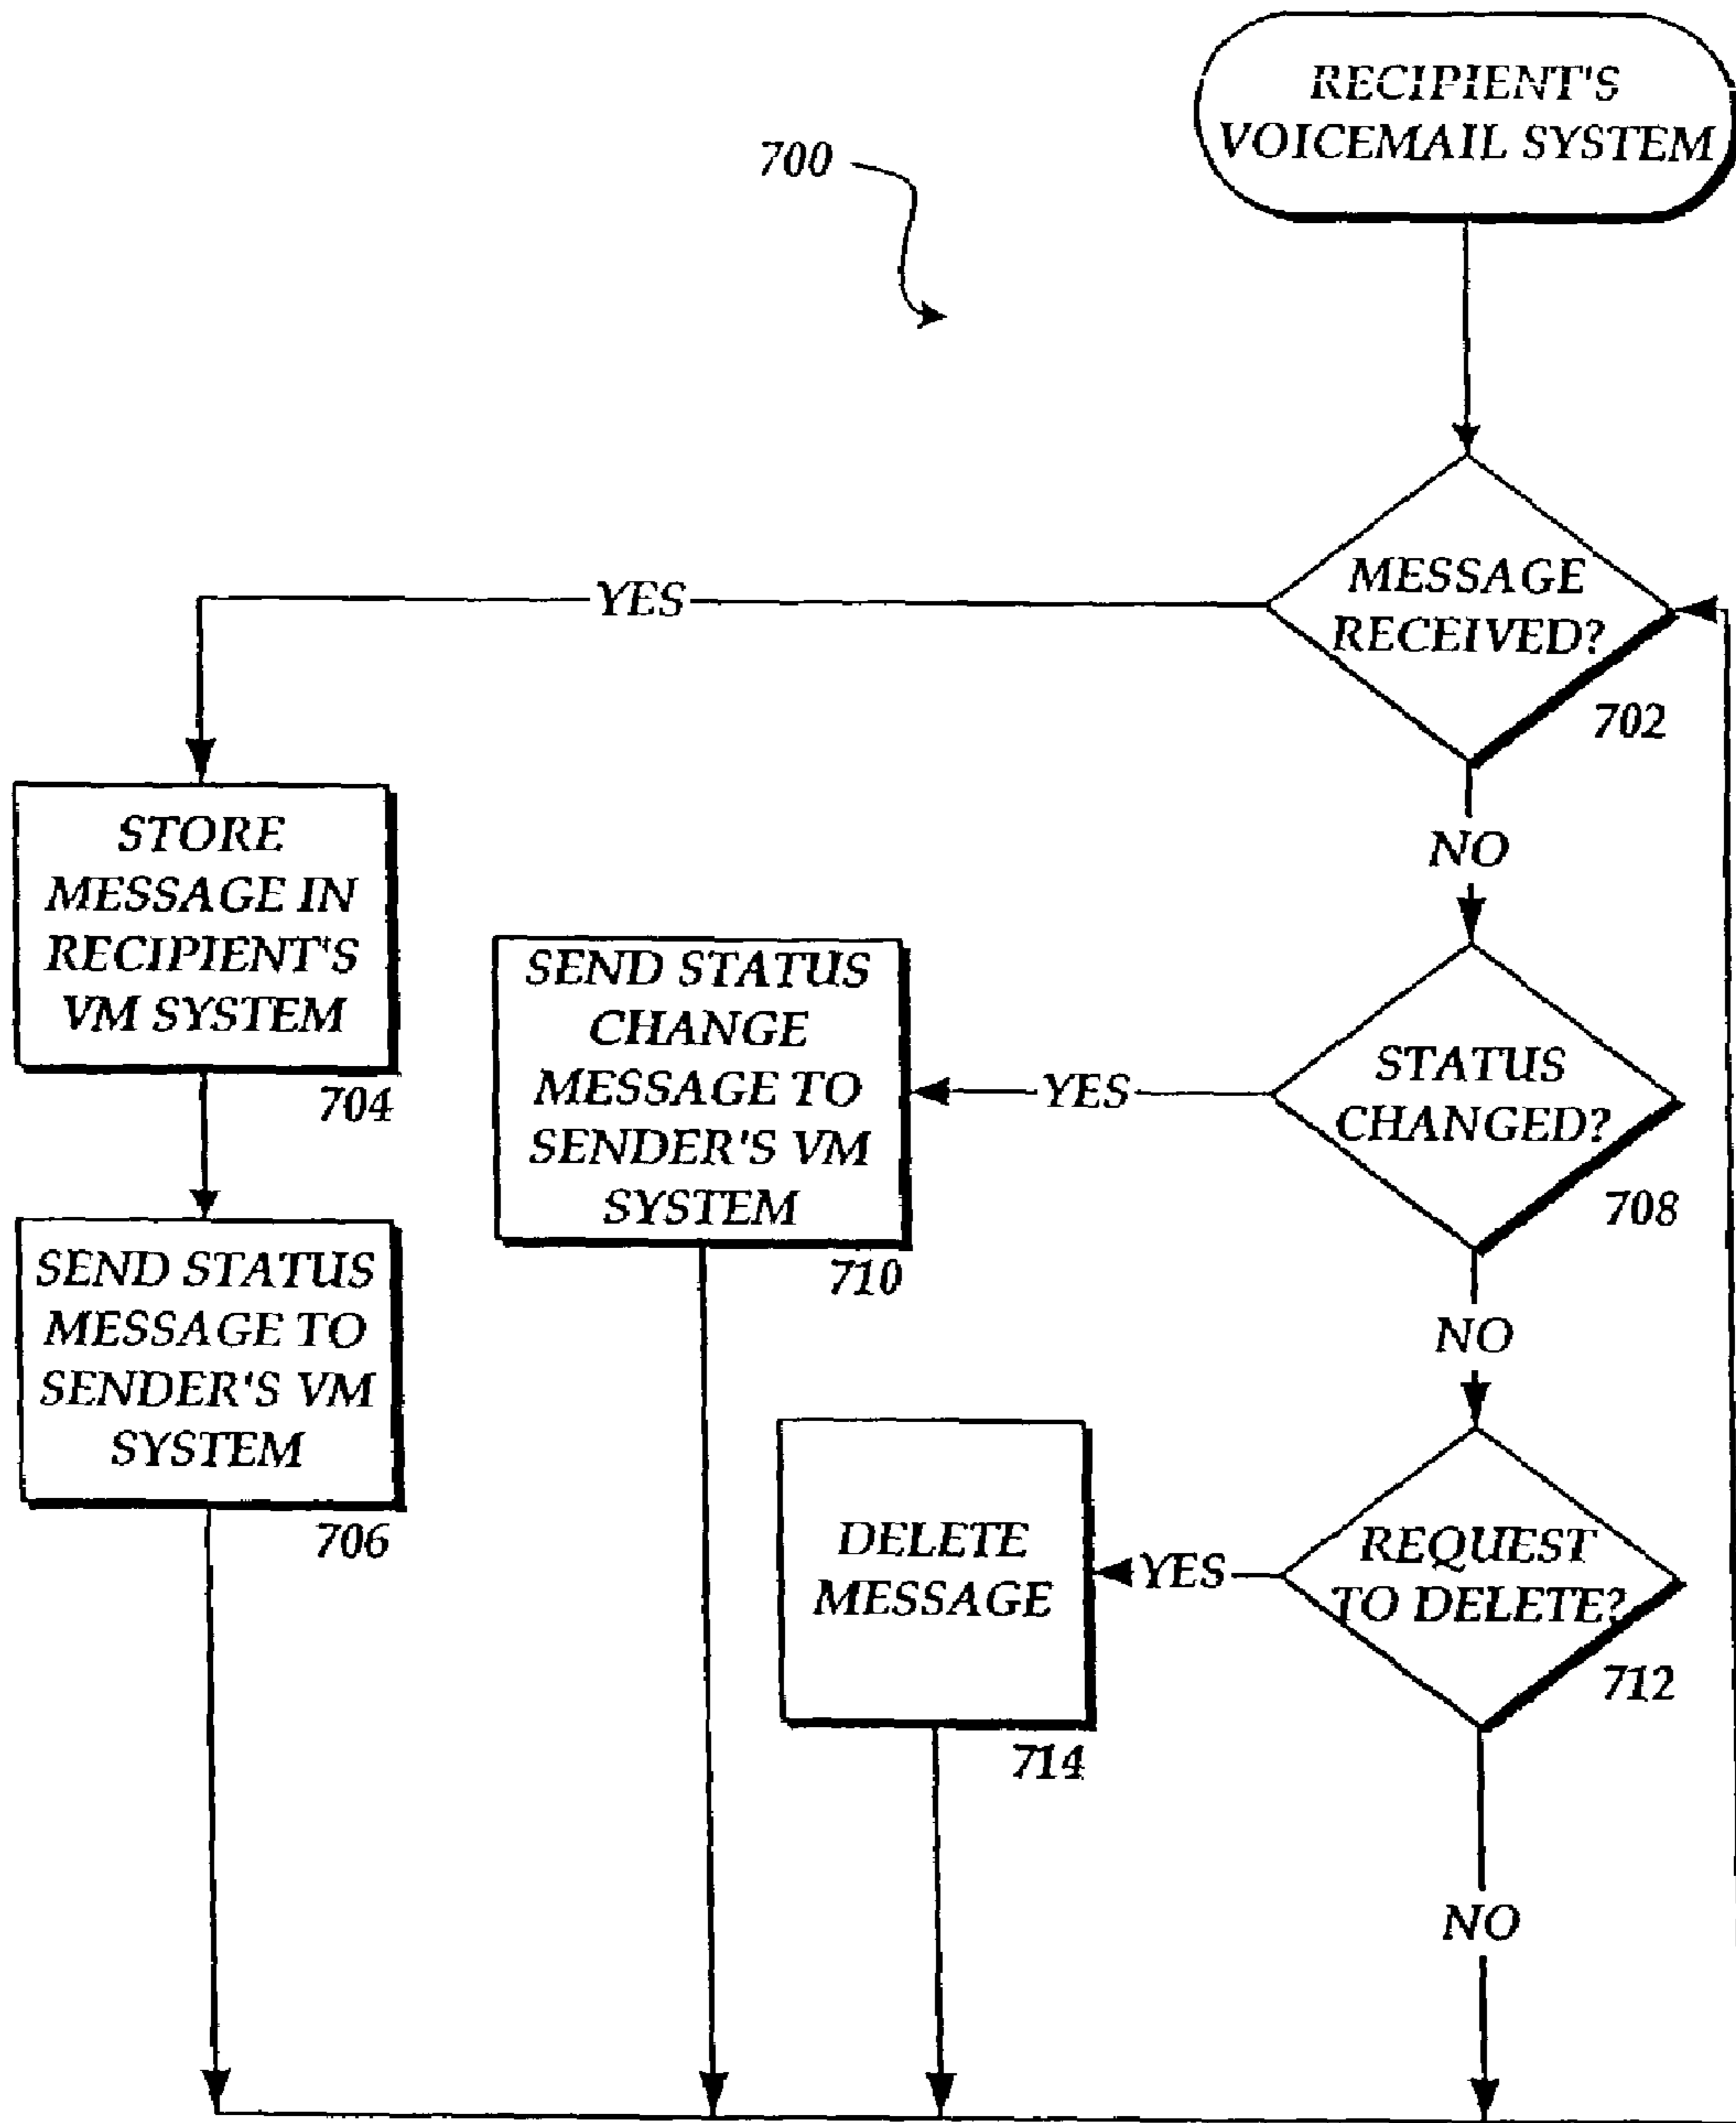 RECIPIENT'S
VOICEMAIL SYSTEM
700
MESSAGE
RECEIVED?
702
YES
NO
STORE
MESSAGE IN
RECIPIENT'S
VM SYSTEM
704
SEND STATUS
CHANGE
MESSAGE TO
SENDER'S VM
SYSTEM
710
YES
STATUS
CHANGED?
708
SEND STATUS
MESSAGE TO
SENDER'S VM
SYSTEM
706
NO
DELETE
MESSAGE
714
YES
REQUEST
TO DELETE?
712
NO